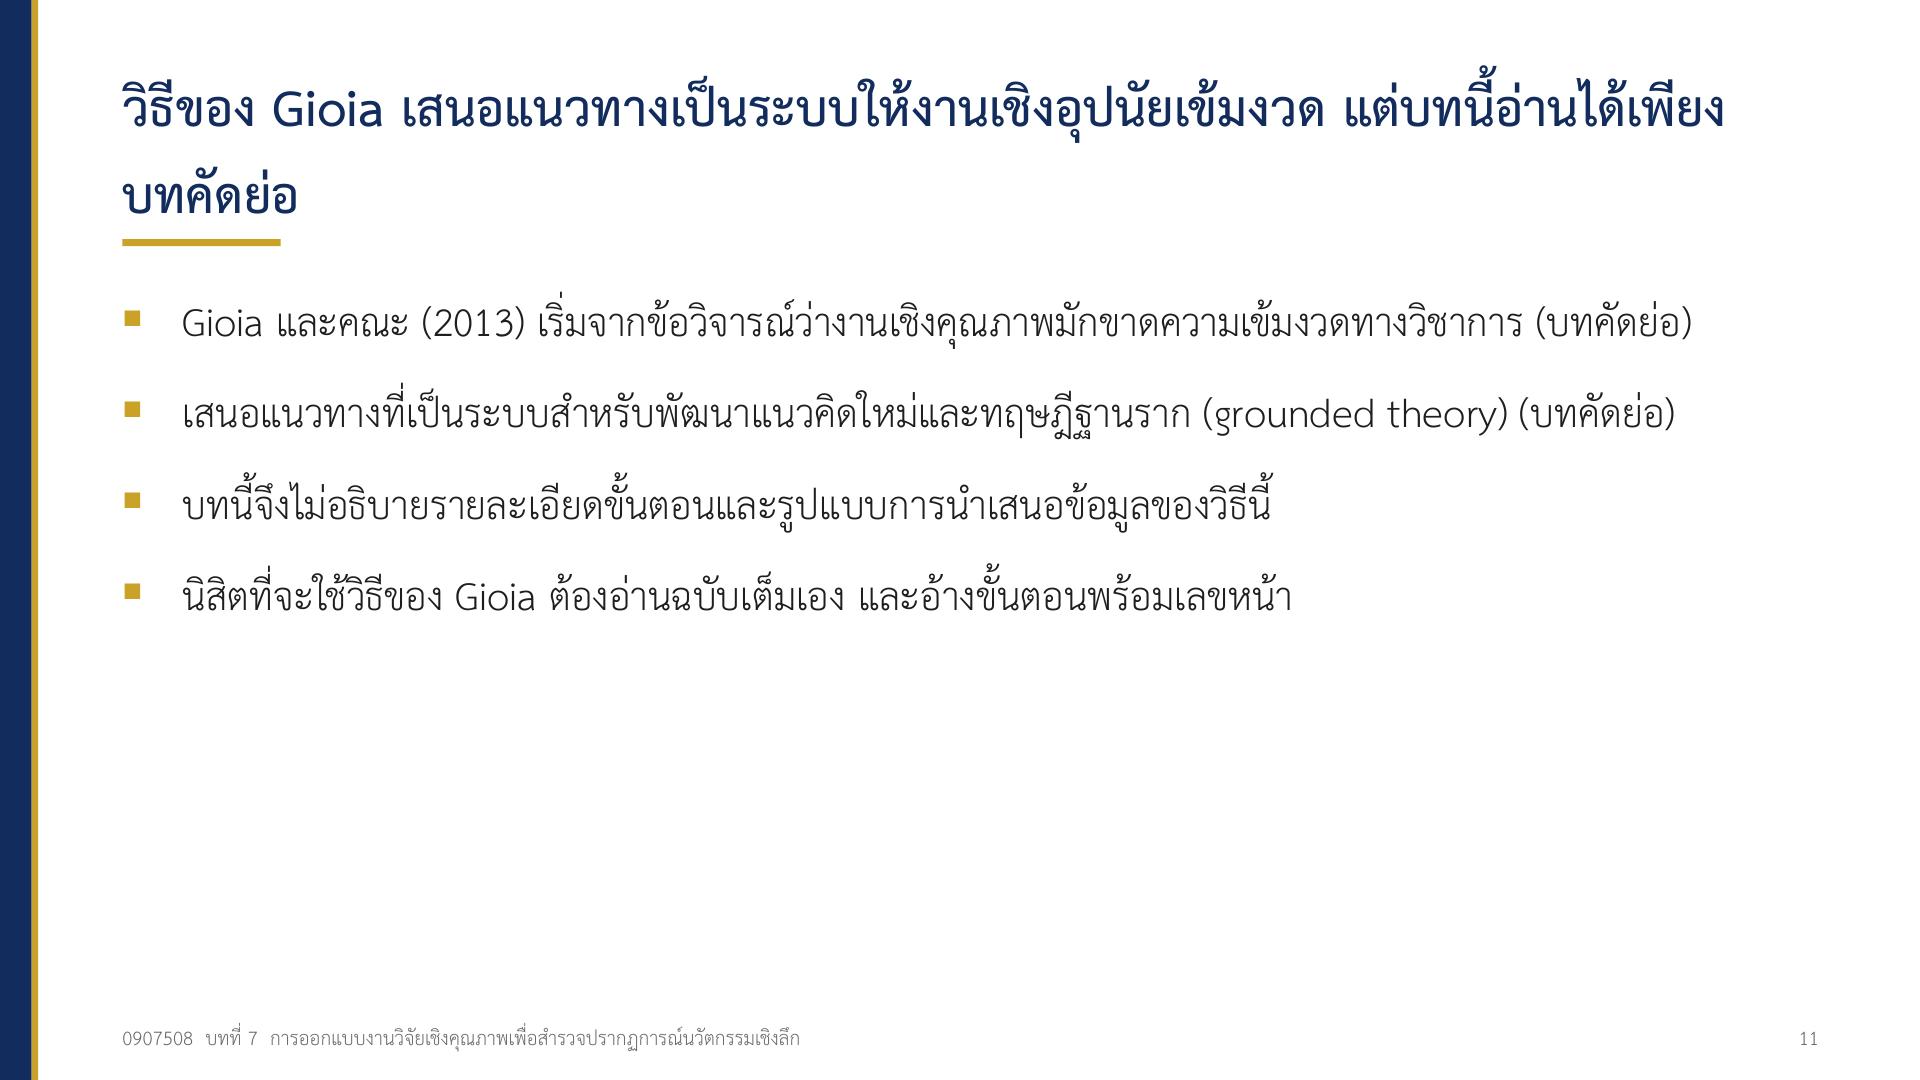 วิธีของ Gioia เสนอแนวทางเป็นระบบให้งานเชิงอุปนัยเข้มงวด แต่บทนี้อ่านได้เพียง
บทคัดย่อ
■ Gioia และคณะ (2013) เริ่มจากข้อวิจารณ์ว่างานเชิงคุณภาพมักขาดความเข้มงวดทางวิชาการ (บทคัดย่อ)
■ เสนอแนวทางที่เป็นระบบสำหรับพัฒนาแนวคิดใหม่และทฤษฎีฐานราก (grounded theory) (บทคัดย่อ)
■ บทนี้จึงไม่อธิบายรายละเอียดขั้นตอนและรูปแบบการนำเสนอข้อมูลของวิธีนี้
■ นิสิตที่จะใช้วิธีของ Gioia ต้องอ่านฉบับเต็มเอง และอ้างขั้นตอนพร้อมเลขหน้า
0907508 บทที่ 7 การออกแบบงานวิจัยเชิงคุณภาพเพื่อสำรวจปรากฏการณ์นวัตกรรมเชิงลึก
11